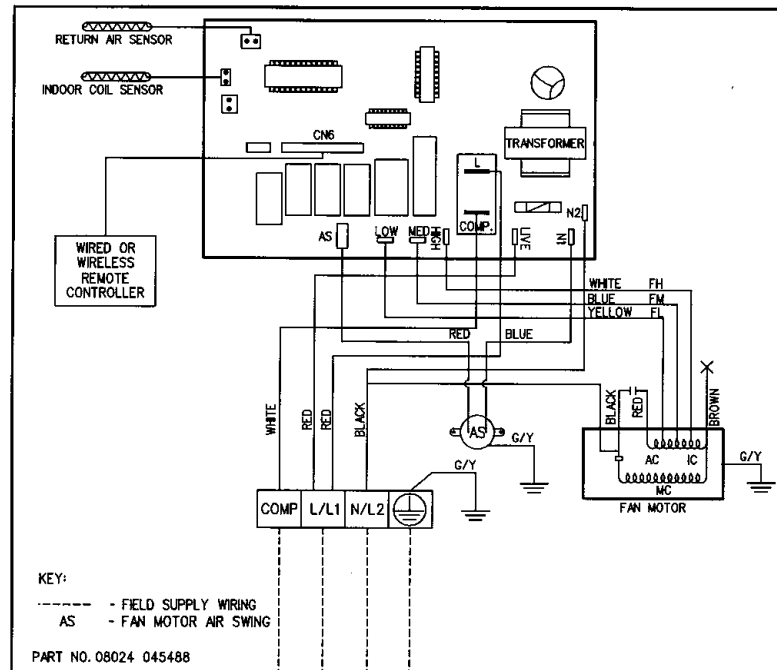 RETURN AIR SENSOR
INDOOR COIL SENSOR
CN6
L
TRANSFORMER
COMP.
N2
AS
LOW
MED
HIGH
LIVE
N1
WIRED OR
WIRELESS
REMOTE
CONTROLLER
WHITE FH
BLUE FM
YELLOW FL
RED
BLUE
WHITE
RED
RED
BLACK
AS
G/Y
BLACK
RED
BROWN
AC
IC
MC
G/Y
FAN MOTOR
G/Y
COMP
L/L1
N/L2
KEY:
------ - FIELD SUPPLY WIRING
AS - FAN MOTOR AIR SWING
PART NO. 08024 045488